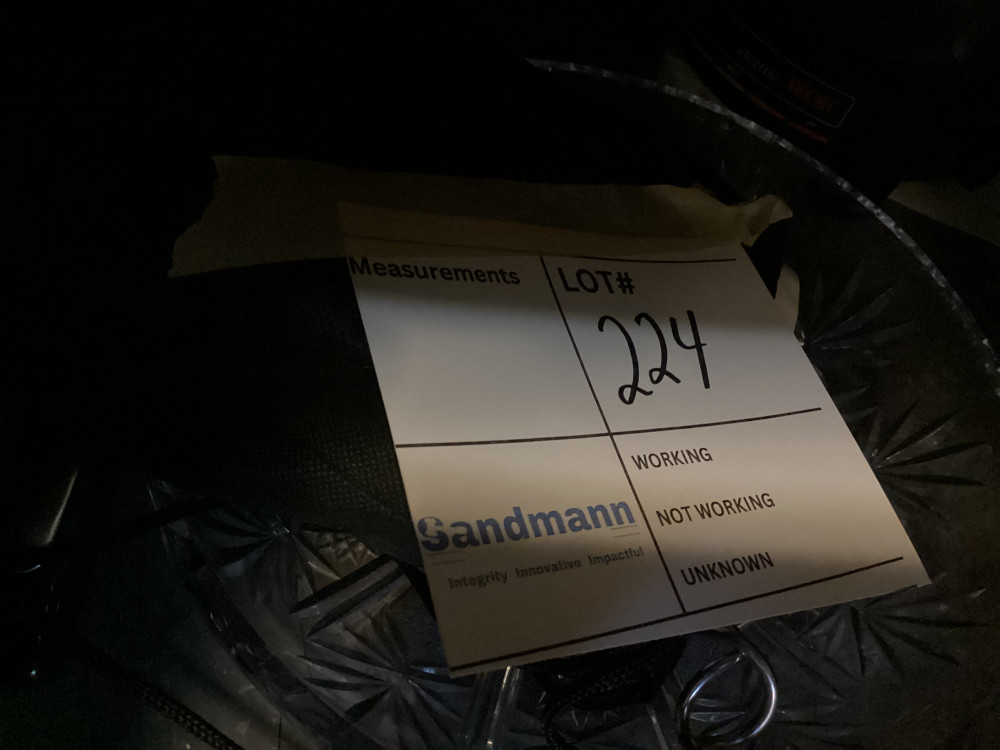 Measurements
LOT#
224
WORKING
NOT WORKING
UNKNOWN
Sandmann
Integrity Innovative Impactful